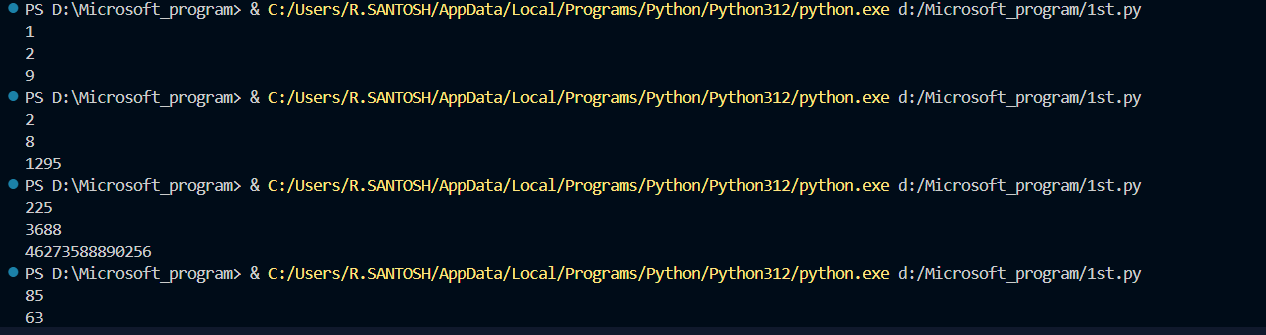 PS D:\Microsoft_program> & C:/Users/R.SANTOSH/AppData/Local/Programs/Python/Python312/python.exe d:/Microsoft_program/1st.py
1
2
9
PS D:\Microsoft_program> & C:/Users/R.SANTOSH/AppData/Local/Programs/Python/Python312/python.exe d:/Microsoft_program/1st.py
2
8
1295
PS D:\Microsoft_program> & C:/Users/R.SANTOSH/AppData/Local/Programs/Python/Python312/python.exe d:/Microsoft_program/1st.py
225
3688
46273588890256
PS D:\Microsoft_program> & C:/Users/R.SANTOSH/AppData/Local/Programs/Python/Python312/python.exe d:/Microsoft_program/1st.py
85
63